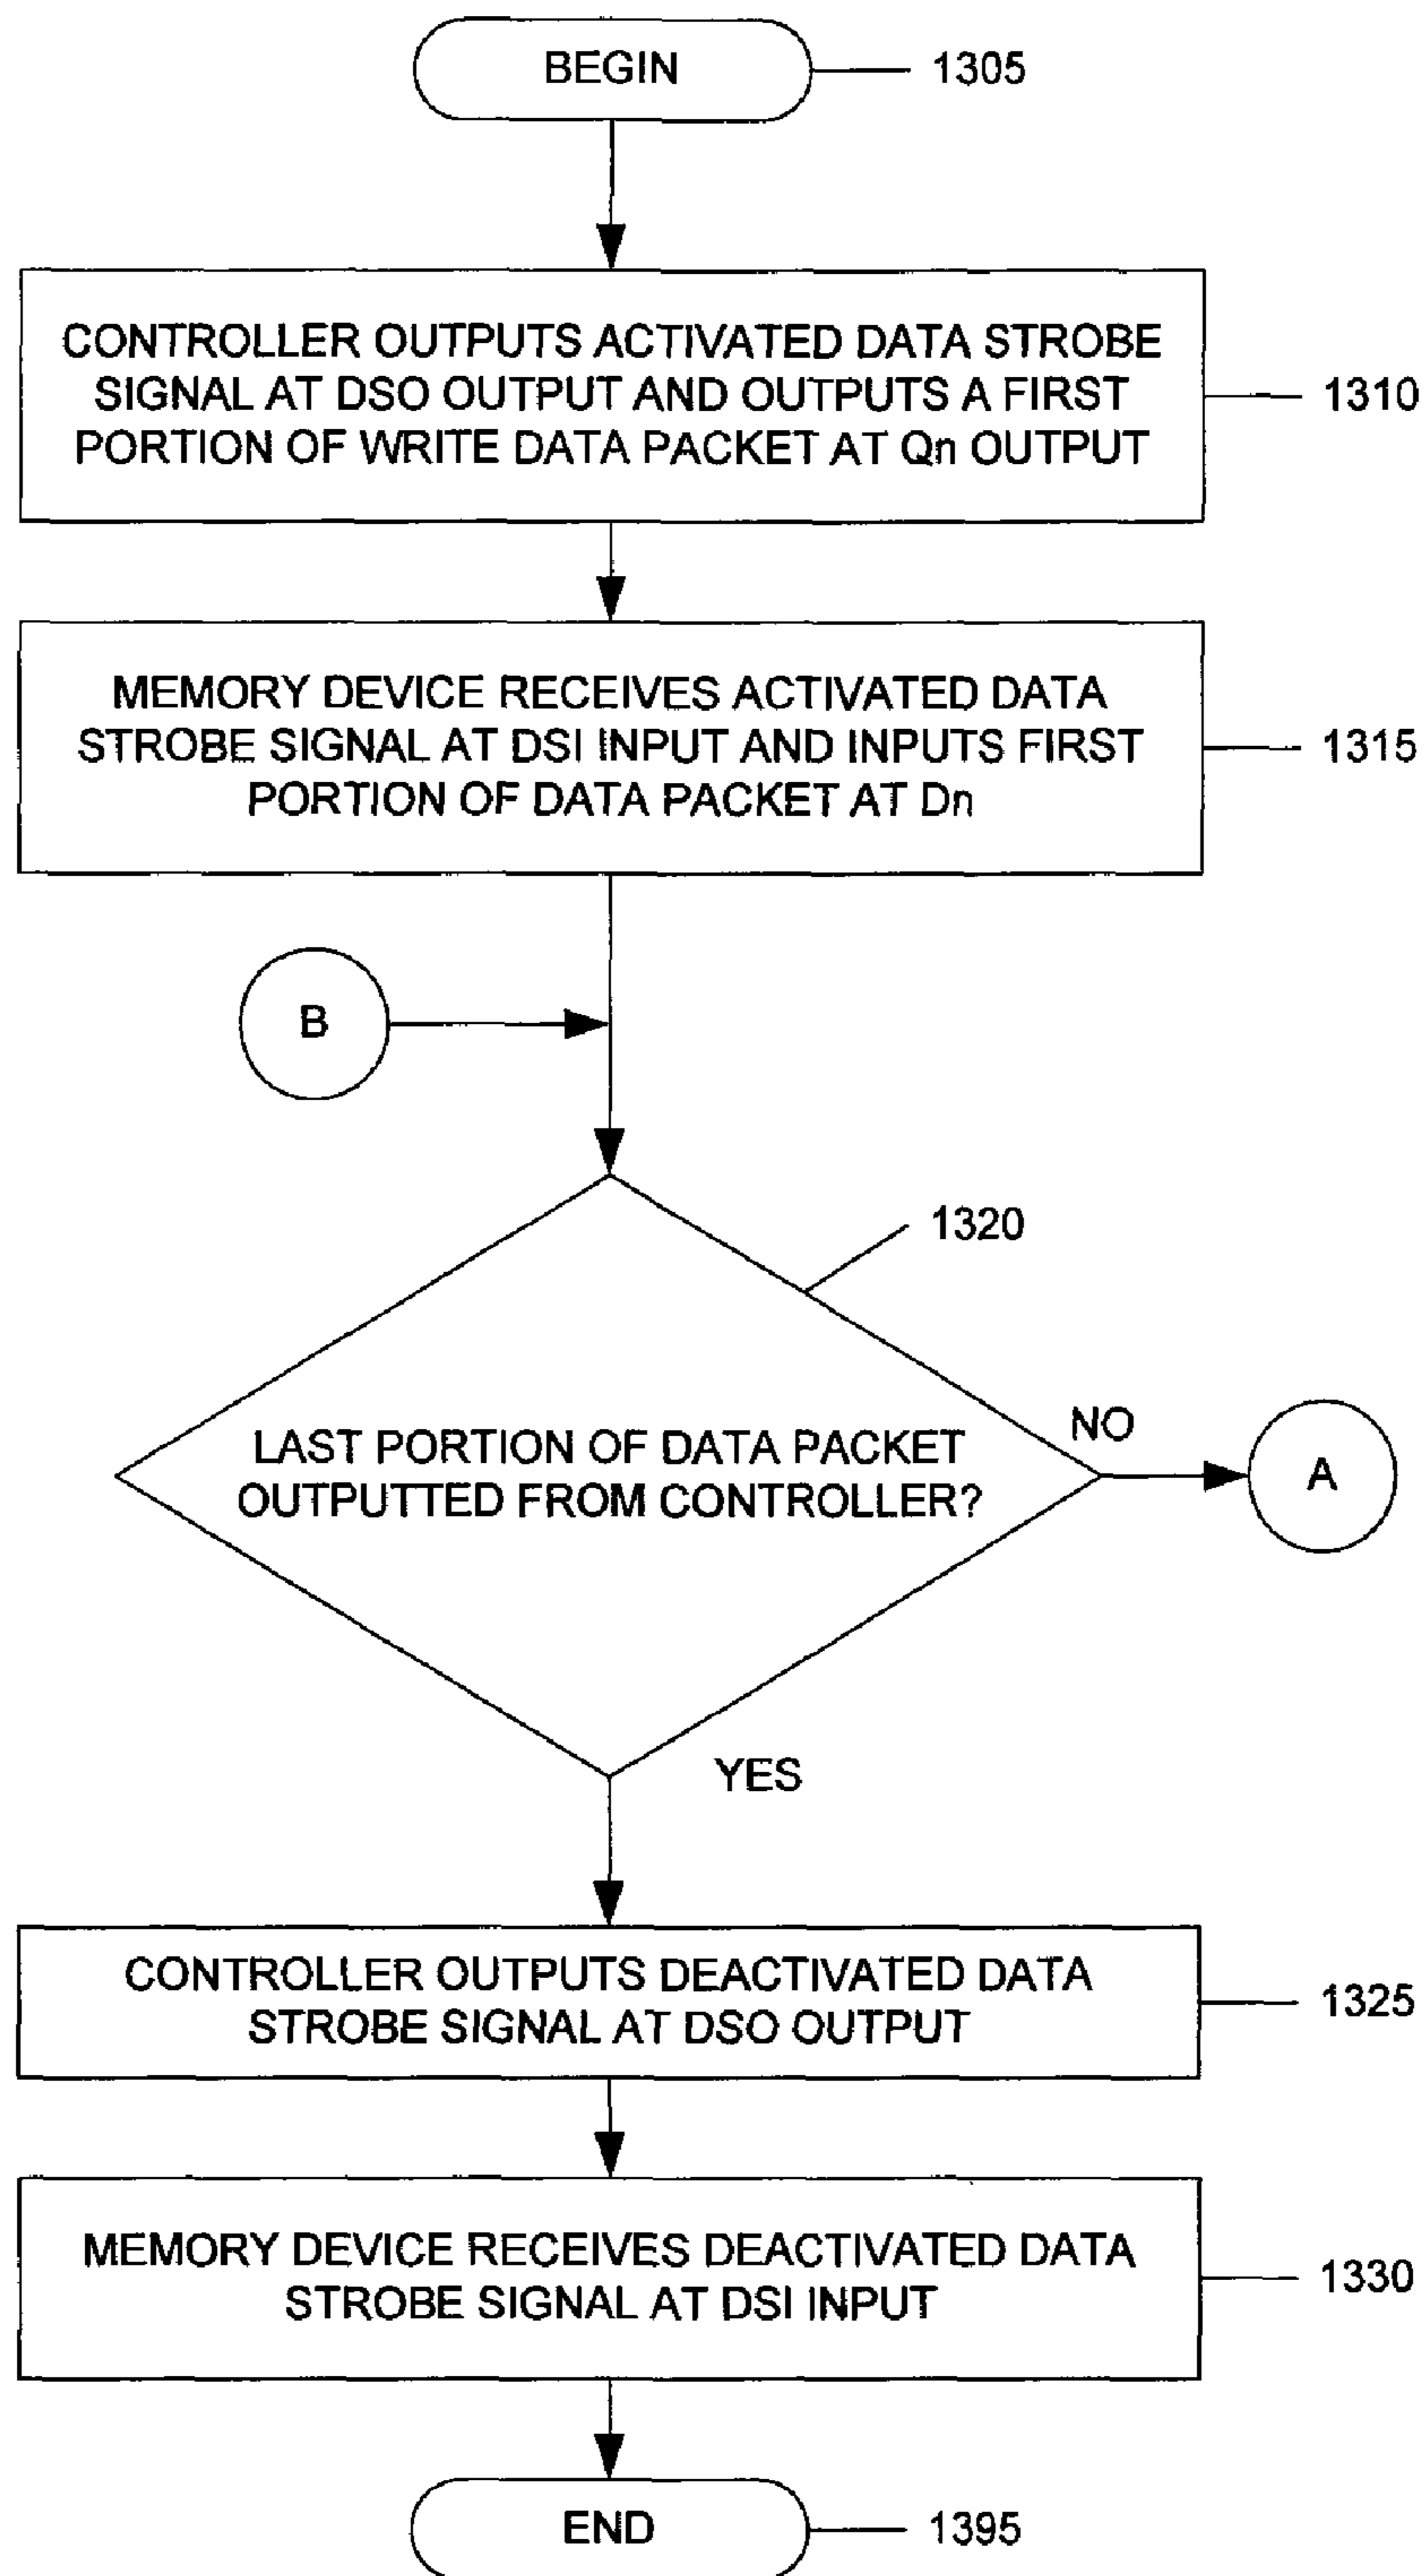 BEGIN
1305
CONTROLLER OUTPUTS ACTIVATED DATA STROBE
SIGNAL AT DSO OUTPUT AND OUTPUTS A FIRST
PORTION OF WRITE DATA PACKET AT Qn OUTPUT
1310
MEMORY DEVICE RECEIVES ACTIVATED DATA
STROBE SIGNAL AT DSI INPUT AND INPUTS FIRST
PORTION OF DATA PACKET AT Dn
1315
B
1320
LAST PORTION OF DATA PACKET
OUTPUTTED FROM CONTROLLER?
NO
A
YES
CONTROLLER OUTPUTS DEACTIVATED DATA
STROBE SIGNAL AT DSO OUTPUT
1325
MEMORY DEVICE RECEIVES DEACTIVATED DATA
STROBE SIGNAL AT DSI INPUT
1330
END
1395